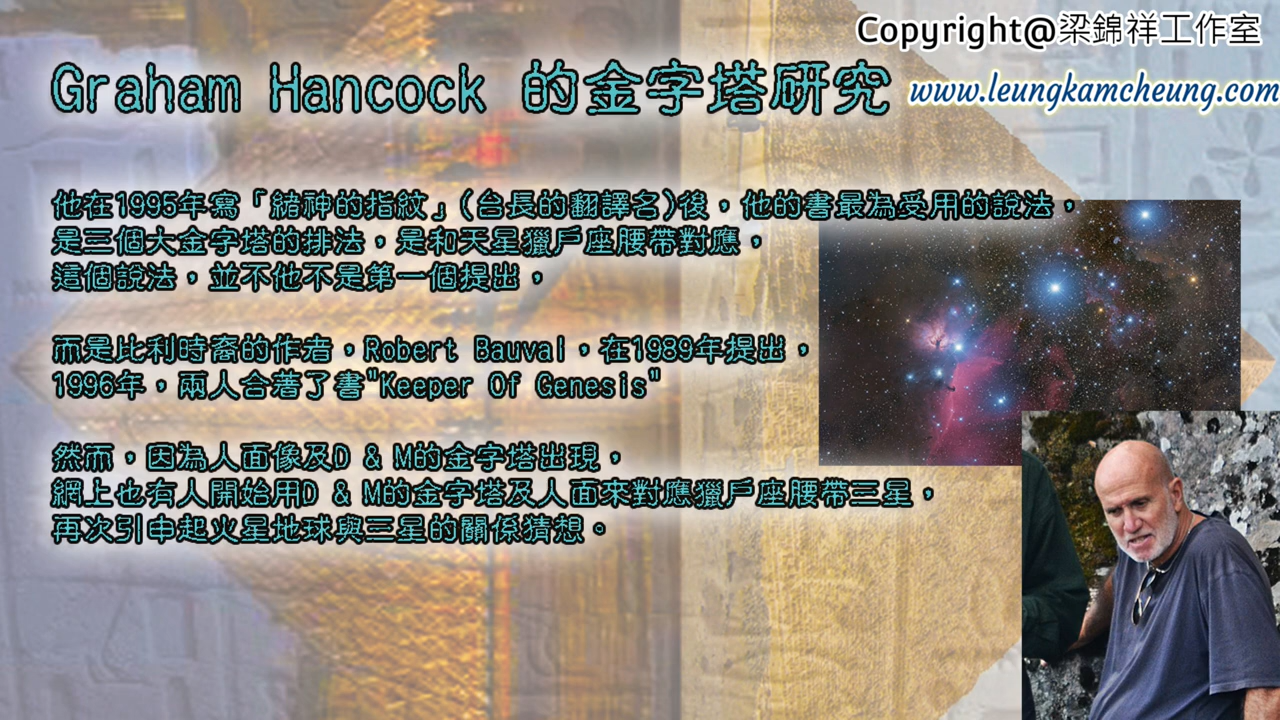 Copyright@梁錦祥工作室
Graham Hancock 的金字塔研究
www.leungkamcheung.com
他在1995年寫「緒神的指紋」(台長的翻譯名)後，他的書最為受用的說法，
是三個大金字塔的排法，是和天星獵戶座腰帶對應，
這個說法，並不他不是第一個提出，
而是比利時裔的作者，Robert Bauval，在1989年提出，
1996年，兩人合著了書"Keeper Of Genesis"
然而，因為人面像及D & M的金字塔出現，
網上也有人開始用D & M的金字塔及人面來對應獵戶座腰帶三星，
再次引申起火星地球與三星的關係猜想。